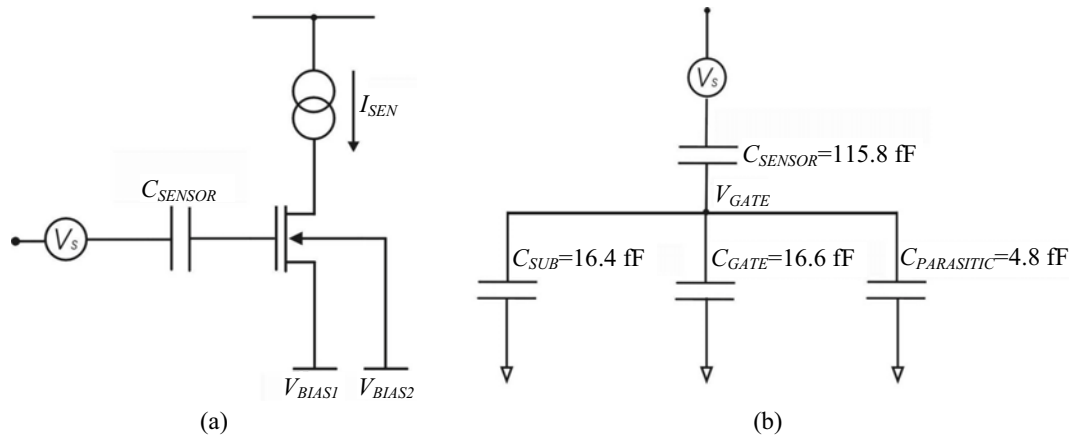 V_s
C_SENSOR
I_SEN
V_BIAS1
V_BIAS2
(a)
V_s
C_SENSOR=115.8 fF
V_GATE
C_SUB=16.4 fF
C_GATE=16.6 fF
C_PARASITIC=4.8 fF
(b)